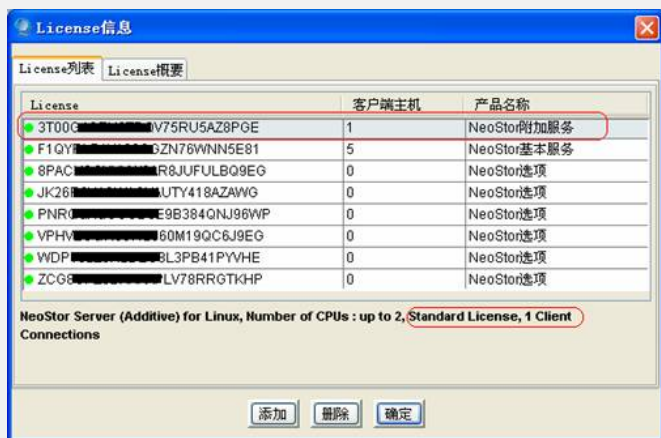 License信息
License列表 License概要
License 客户端主机 产品名称
3T00 V75RU5AZ8PGE 1 NeoStor附加服务
F1QY GZN76WNN5E81 5 NeoStor基本服务
8PAC R8JUFULBQ9EG 0 NeoStor选项
JK26 UTY418AZAWG 0 NeoStor选项
PNR E9B384QNJ96WP 0 NeoStor选项
VPHV 60M19QC6J9EG 0 NeoStor选项
WDP 3L3PB41PYVHE 0 NeoStor选项
ZCG8 LV78RRGTKHP 0 NeoStor选项
NeoStor Server (Additive) for Linux, Number of CPUs : up to 2, Standard License, 1 Client
Connections
添加 删除 确定